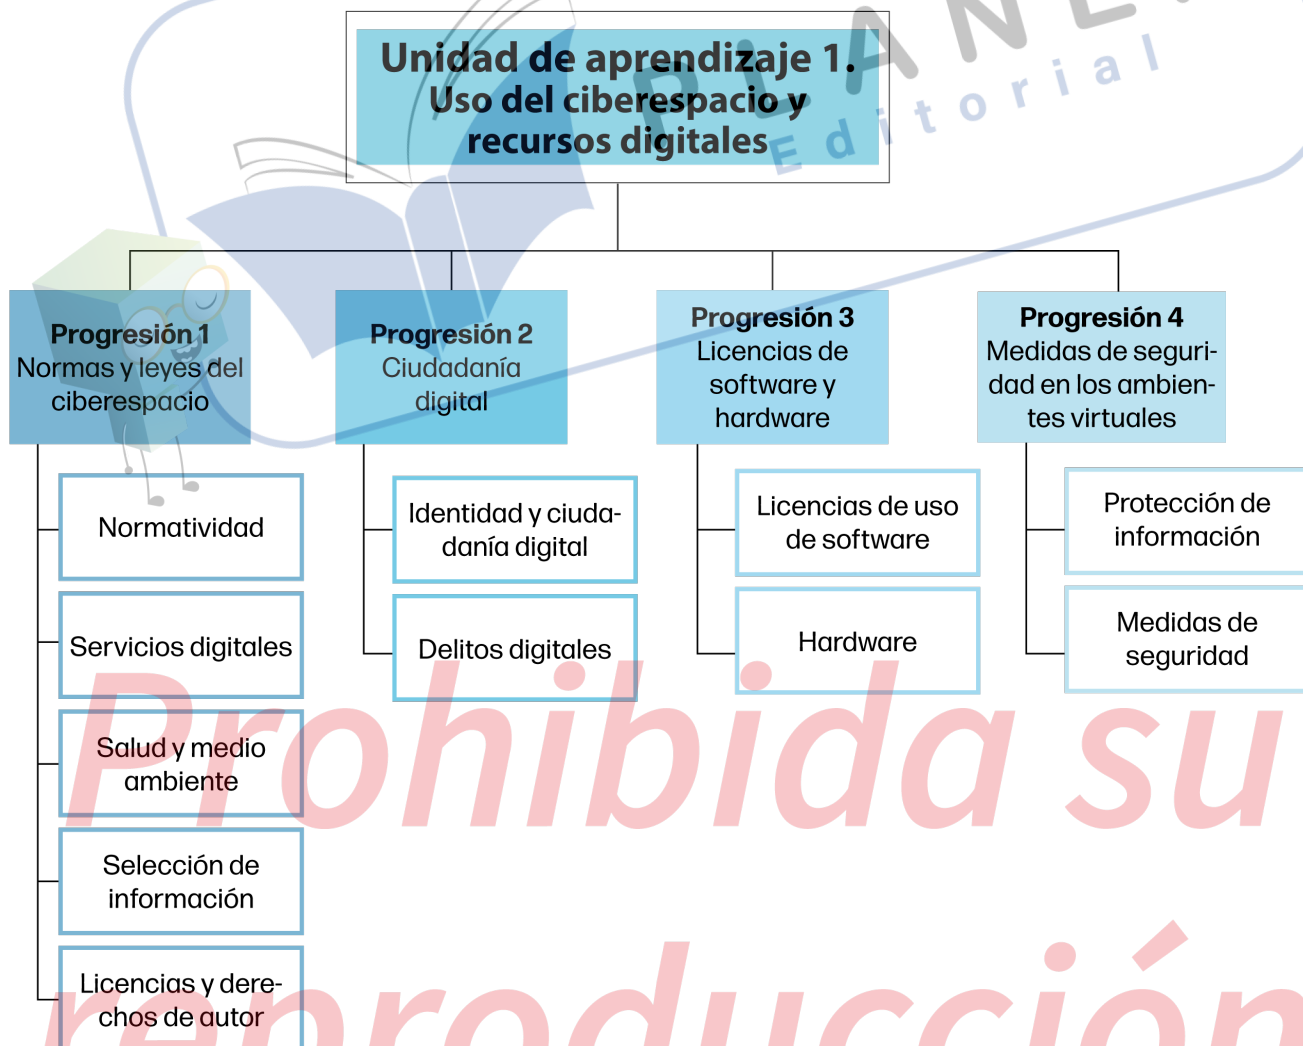 Unidad de aprendizaje 1.
Uso del ciberespacio y
recursos digitales
PLANE
Editorial
Progresión 1
Normas y leyes del
ciberespacio
Normatividad
Servicios digitales
Salud y medio
ambiente
Selección de
información
Licencias y dere-
chos de autor
Progresión 2
Ciudadanía
digital
Identidad y ciuda-
danía digital
Delitos digitales
Progresión 3
Licencias de
software y
hardware
Licencias de uso
de software
Hardware
Progresión 4
Medidas de seguri-
dad en los ambien-
tes virtuales
Protección de
información
Medidas de
seguridad
Prohibida su
reproducción